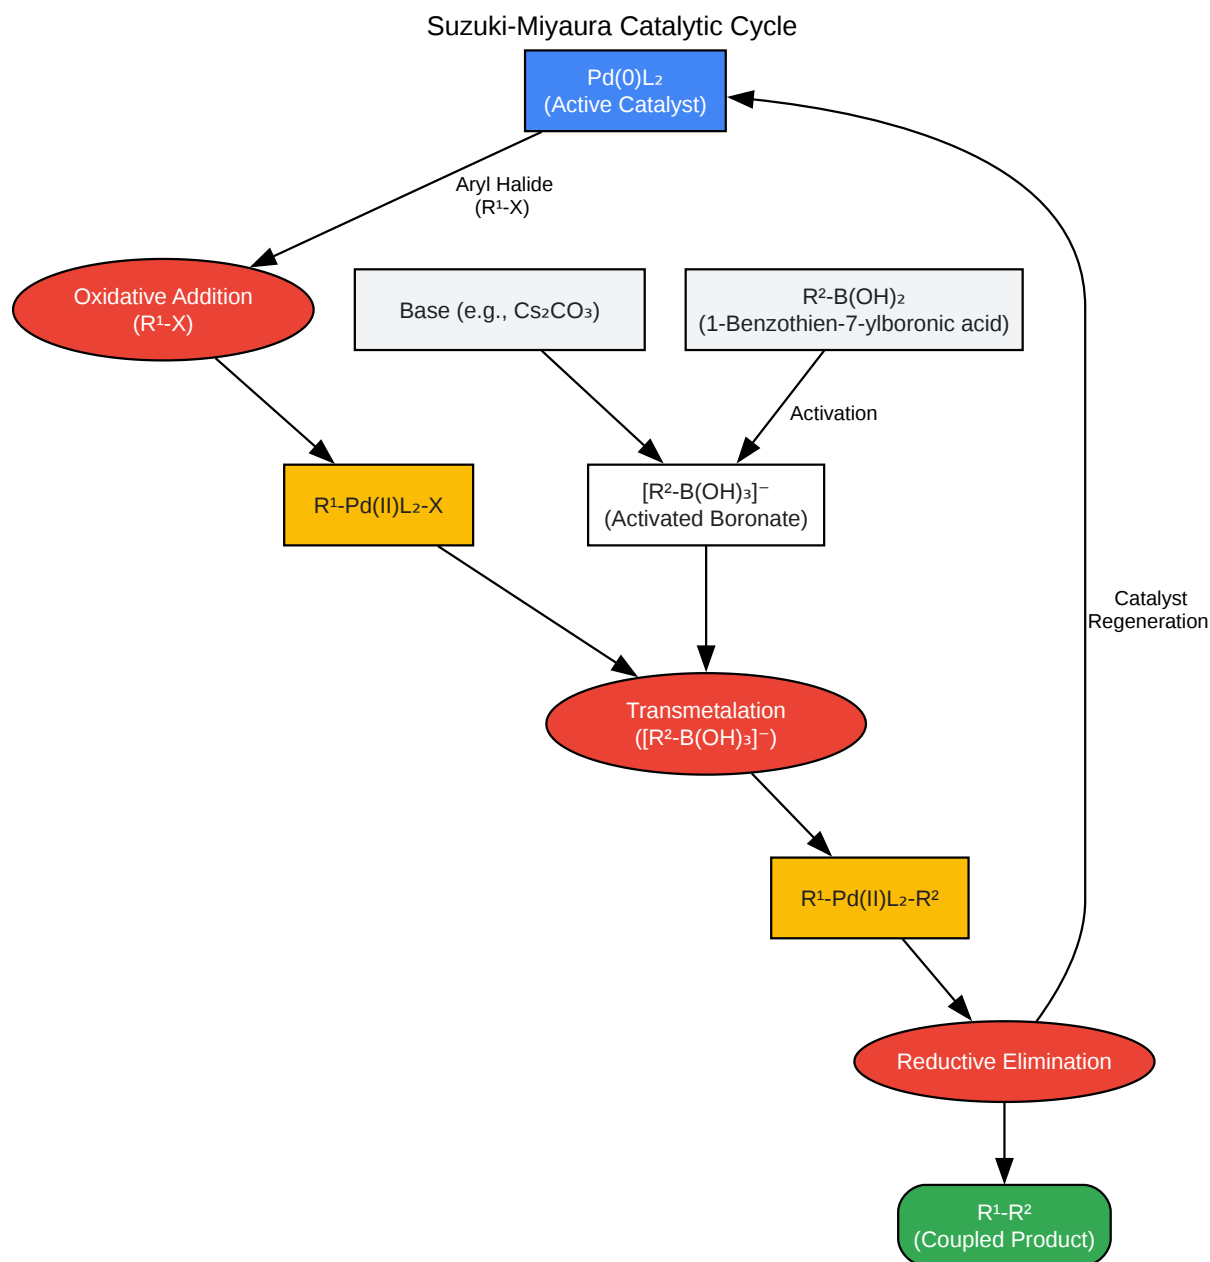 Suzuki-Miyaura Catalytic Cycle
Pd(0)L₂
(Active Catalyst)
Aryl Halide
(R¹-X)
Oxidative Addition
(R¹-X)
Base (e.g., Cs₂CO₃)
R²-B(OH)₂
(1-Benzothien-7-ylboronic acid)
Activation
R¹-Pd(II)L₂-X
[R²-B(OH)₃]⁻
(Activated Boronate)
Catalyst
Regeneration
Transmetalation
([R²-B(OH)₃]⁻)
R¹-Pd(II)L₂-R²
Reductive Elimination
R¹-R²
(Coupled Product)